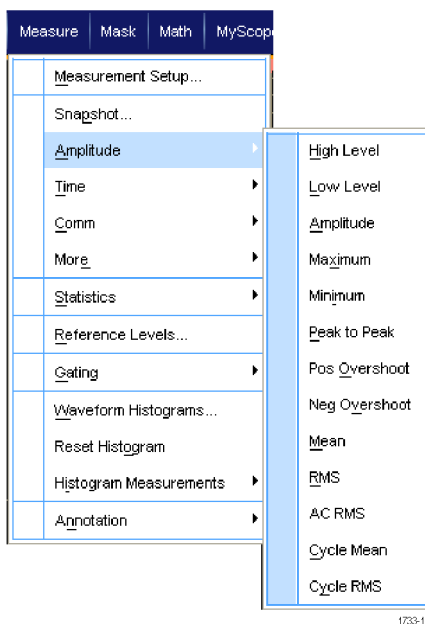 Measure Mask Math MyScop
Measurement Setup...
Snapshot...
Amplitude
Time
Comm
More
Statistics
Reference Levels...
Gating
Waveform Histograms...
Reset Histogram
Histogram Measurements
Annotation
High Level
Low Level
Amplitude
Maximum
Minimum
Peak to Peak
Pos Overshoot
Neg Overshoot
Mean
RMS
AC RMS
Cycle Mean
Cycle RMS
1733-1